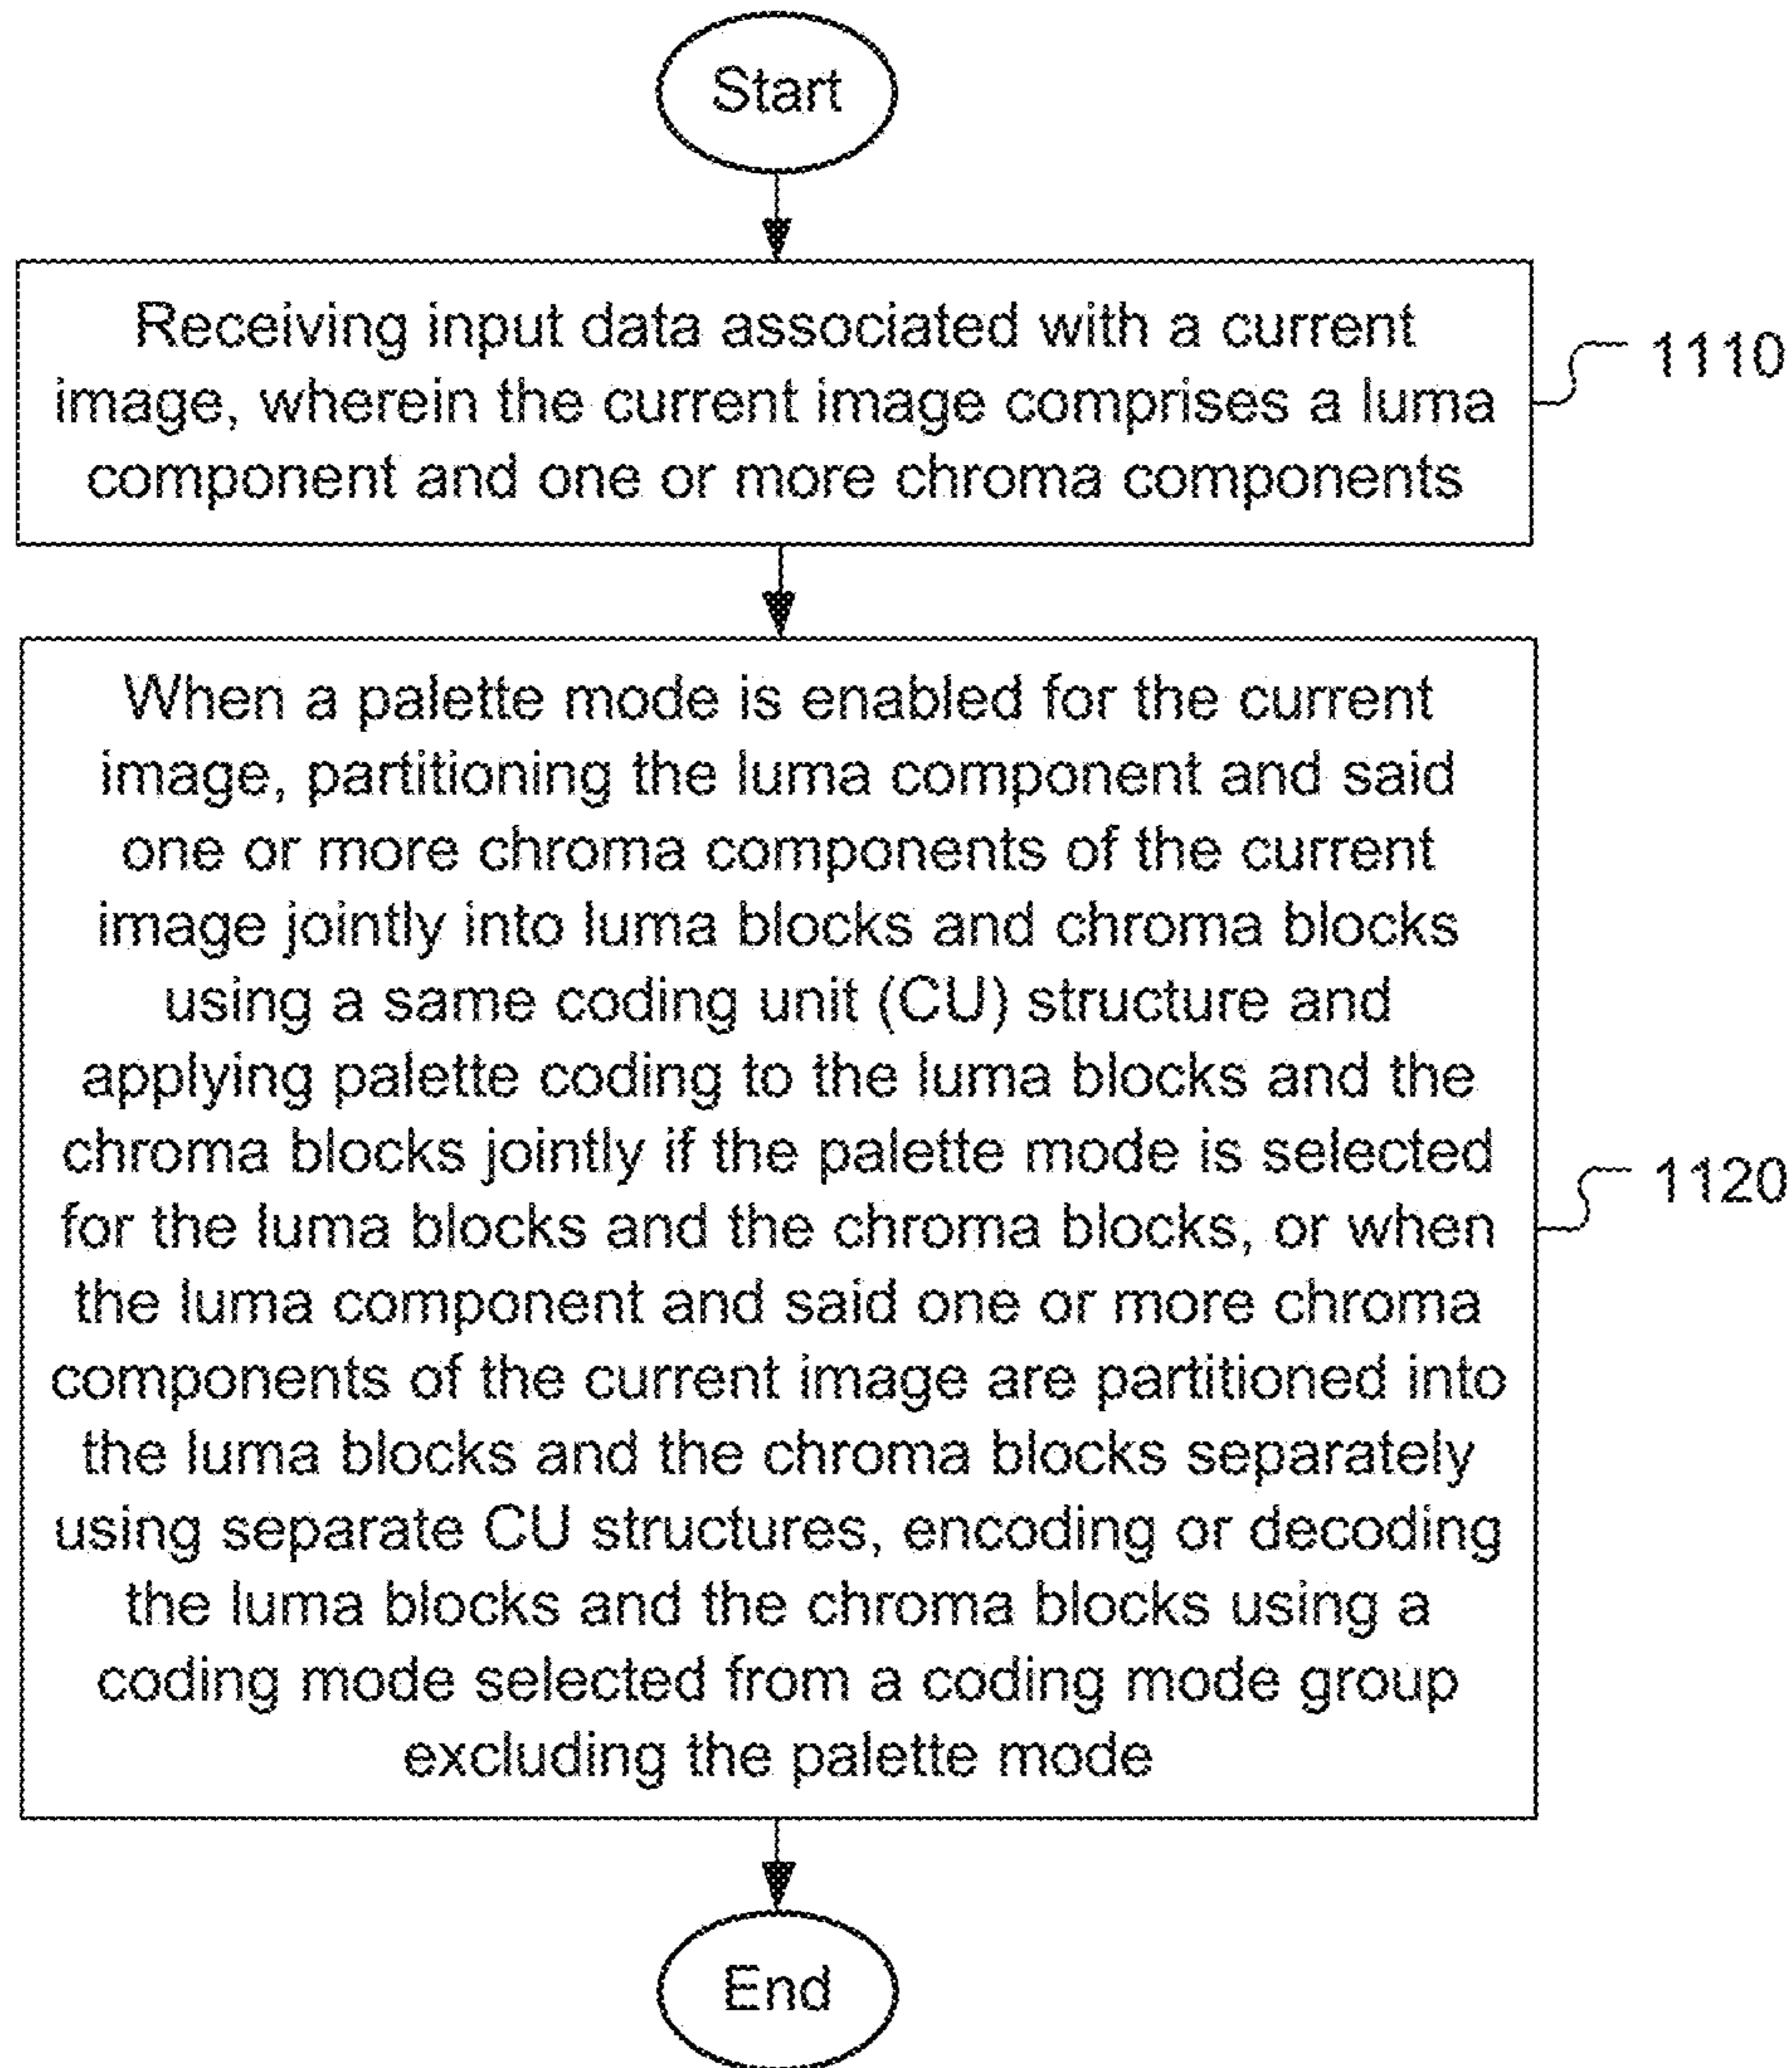 Start
Receiving input data associated with a current
image, wherein the current image comprises a luma
component and one or more chroma components
1110
When a palette mode is enabled for the current
image, partitioning the luma component and said
one or more chroma components of the current
image jointly into luma blocks and chroma blocks
using a same coding unit (CU) structure and
applying palette coding to the luma blocks and the
chroma blocks jointly if the palette mode is selected
for the luma blocks and the chroma blocks, or when
the luma component and said one or more chroma
components of the current image are partitioned into
the luma blocks and the chroma blocks separately
using separate CU structures, encoding or decoding
the luma blocks and the chroma blocks using a
coding mode selected from a coding mode group
excluding the palette mode
1120
End